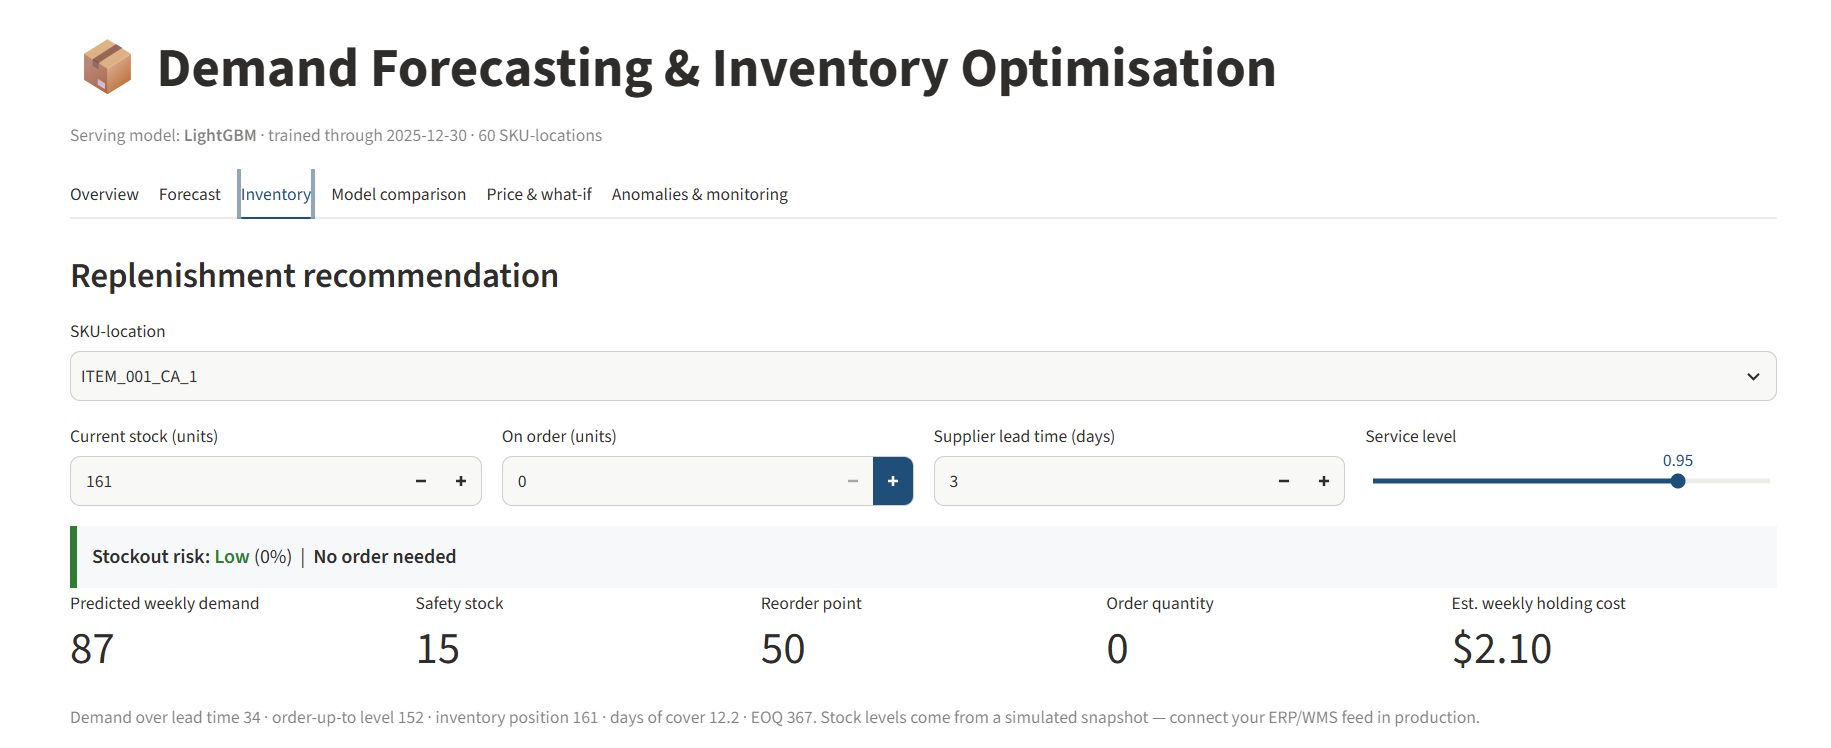 Demand Forecasting & Inventory Optimisation
Serving model: LightGBM · trained through 2025-12-30 · 60 SKU-locations
Overview Forecast Inventory Model comparison Price & what-if Anomalies & monitoring
Replenishment recommendation
SKU-location
ITEM_001_CA_1
Current stock (units) On order (units) Supplier lead time (days) Service level
0.95
161 − + 0 − + 3 − +
Stockout risk: Low (0%) | No order needed
Predicted weekly demand Safety stock Reorder point Order quantity Est. weekly holding cost
87 15 50 0 $2.10
Demand over lead time 34 · order-up-to level 152 · inventory position 161 · days of cover 12.2 · EOQ 367. Stock levels come from a simulated snapshot — connect your ERP/WMS feed in production.